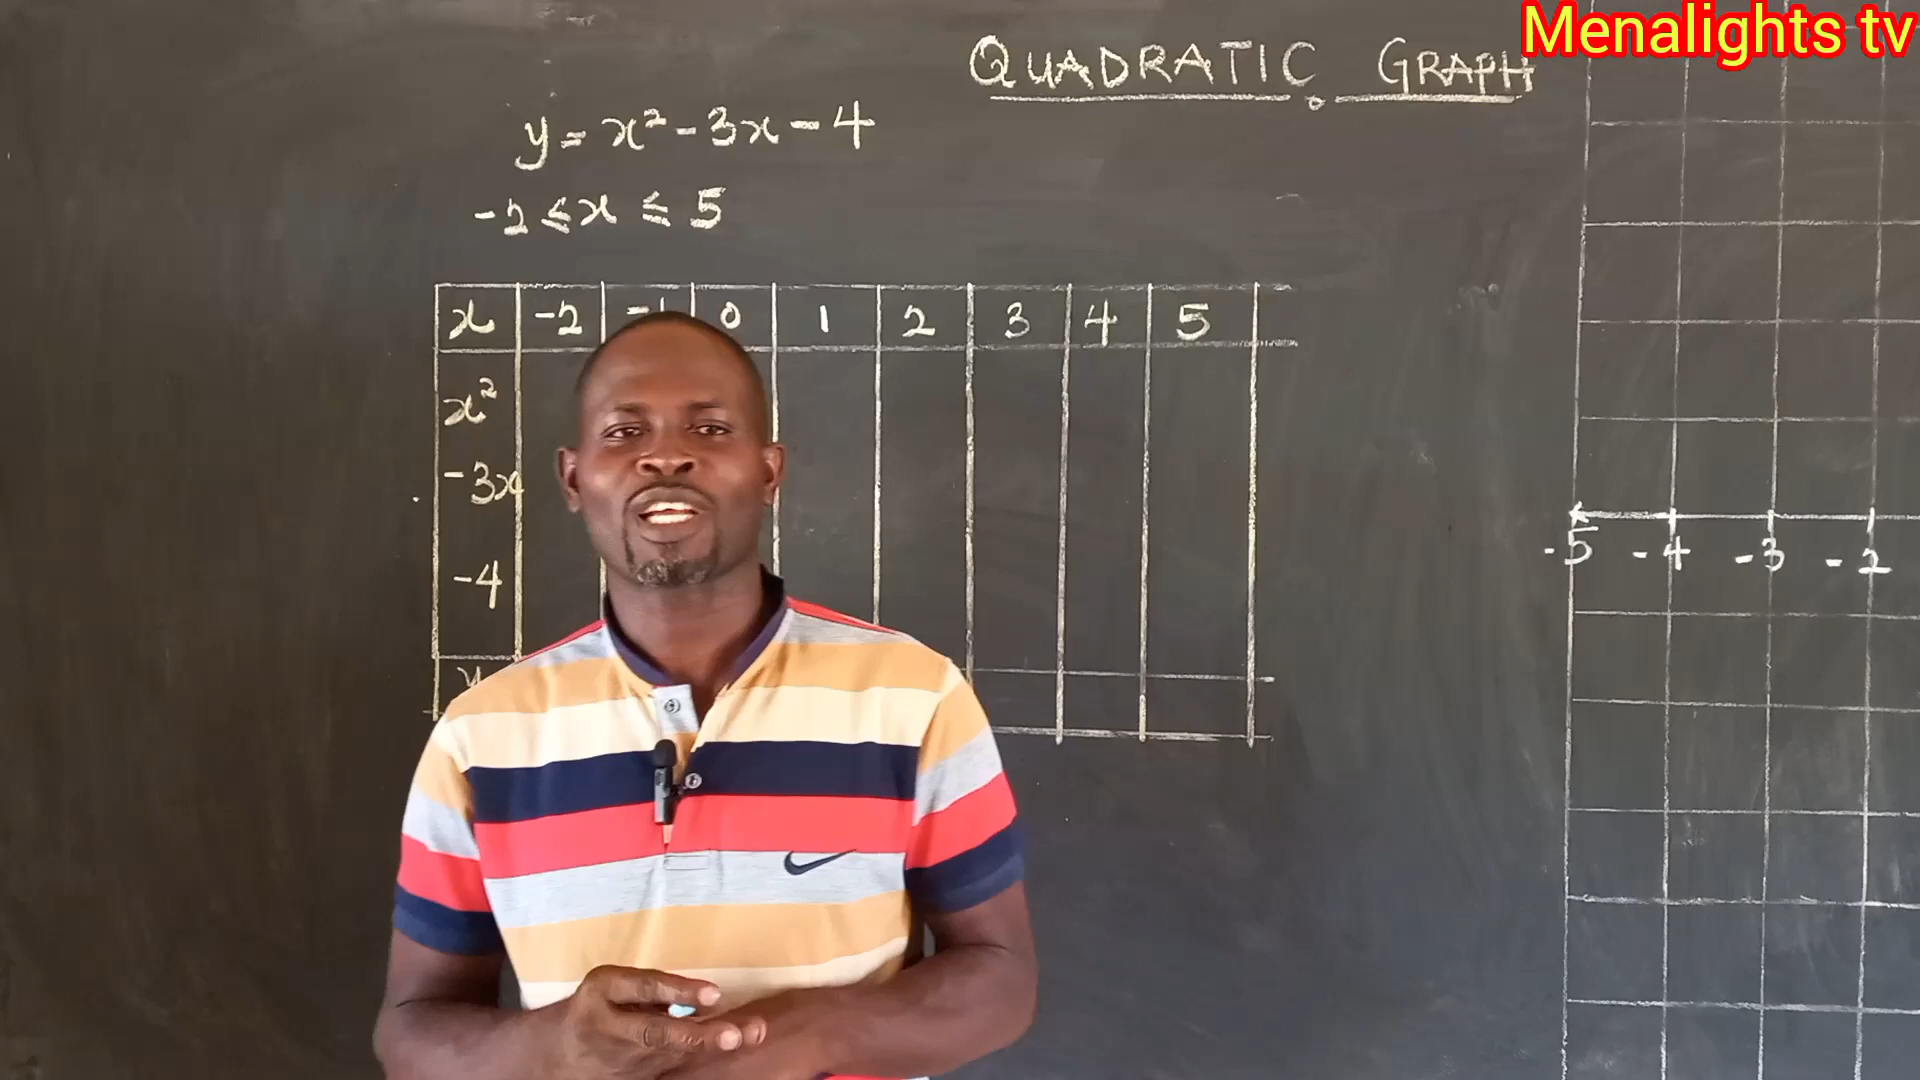 Menalights tv
QUADRATIC GRAPH
y = x² - 3x - 4
-2 ≤ x ≤ 5
x -2 -1 0 1 2 3 4 5
x²
-3x
-4
y
-5 -4 -3 -2